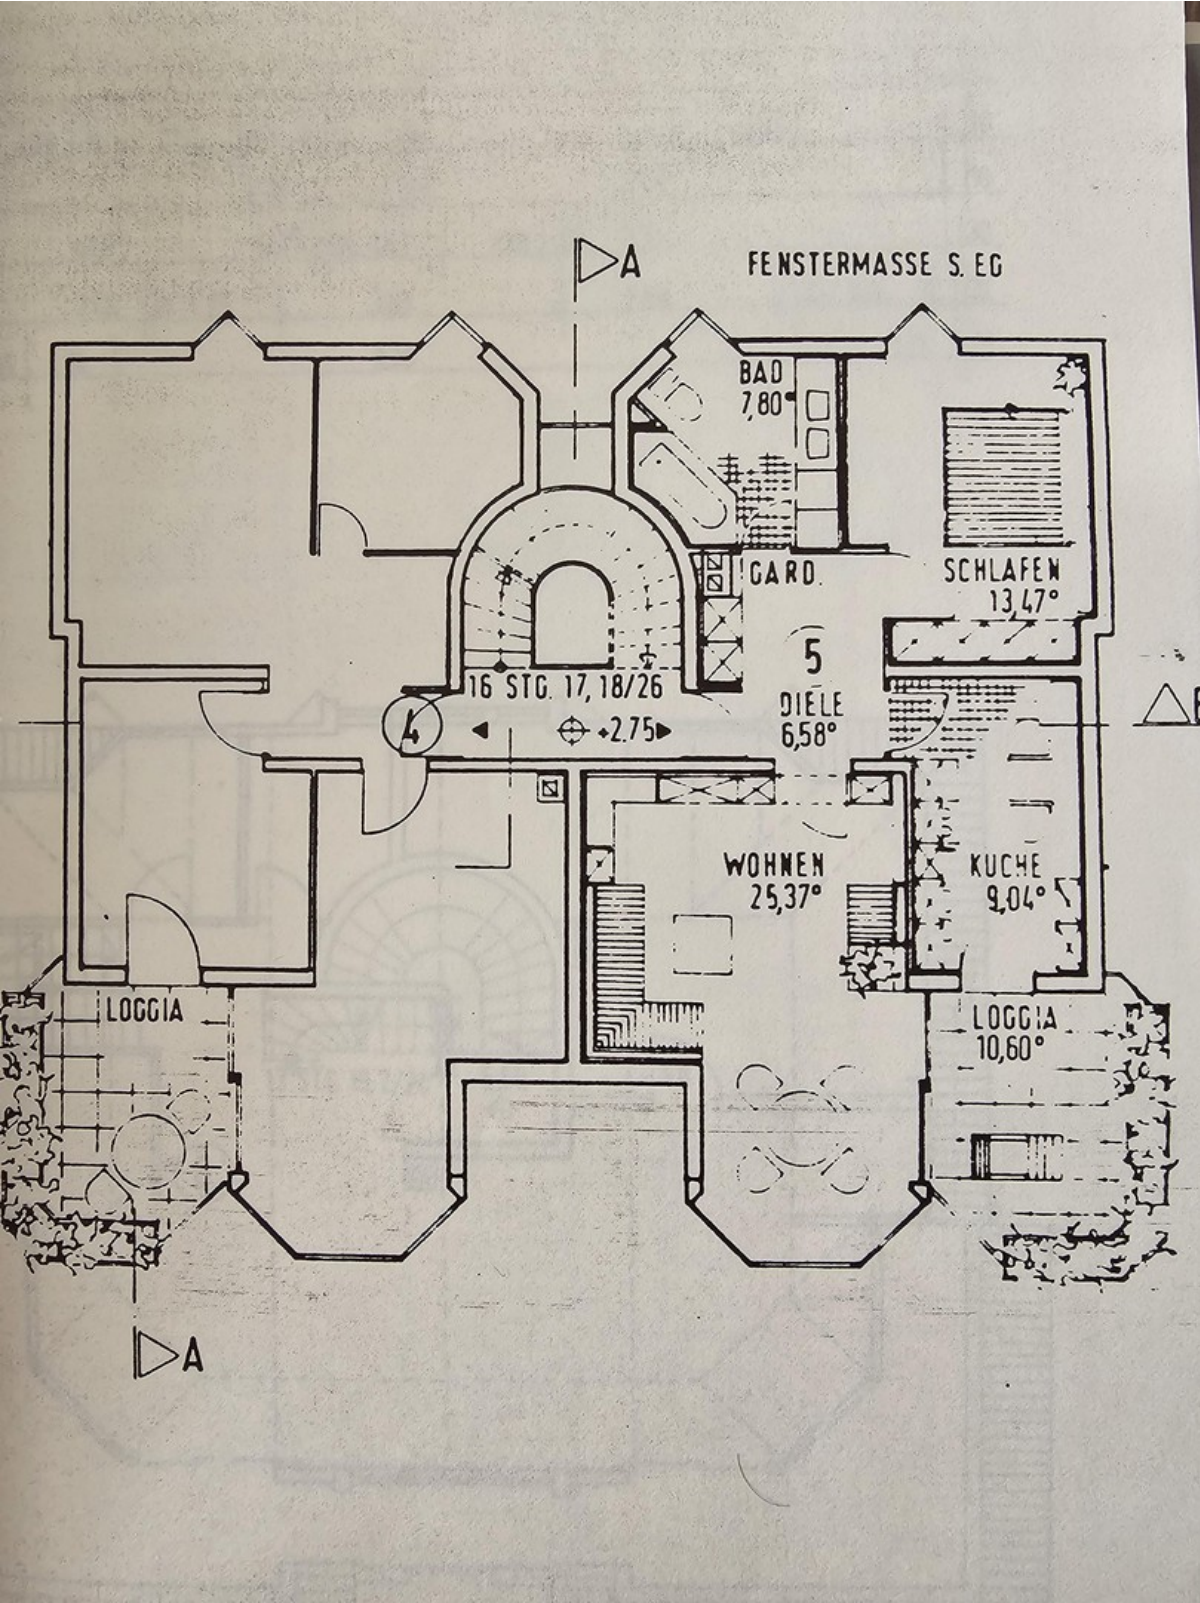 A
FENSTERMASSE S. EG
BAD
7,80°
GARD.
SCHLAFEN
13,47°
5
DIELE
6,58°
16 STG. 17,18/26
4
+2.75
WOHNEN
25,37°
KÜCHE
9,04°
LOGGIA
LOGGIA
10,60°
A